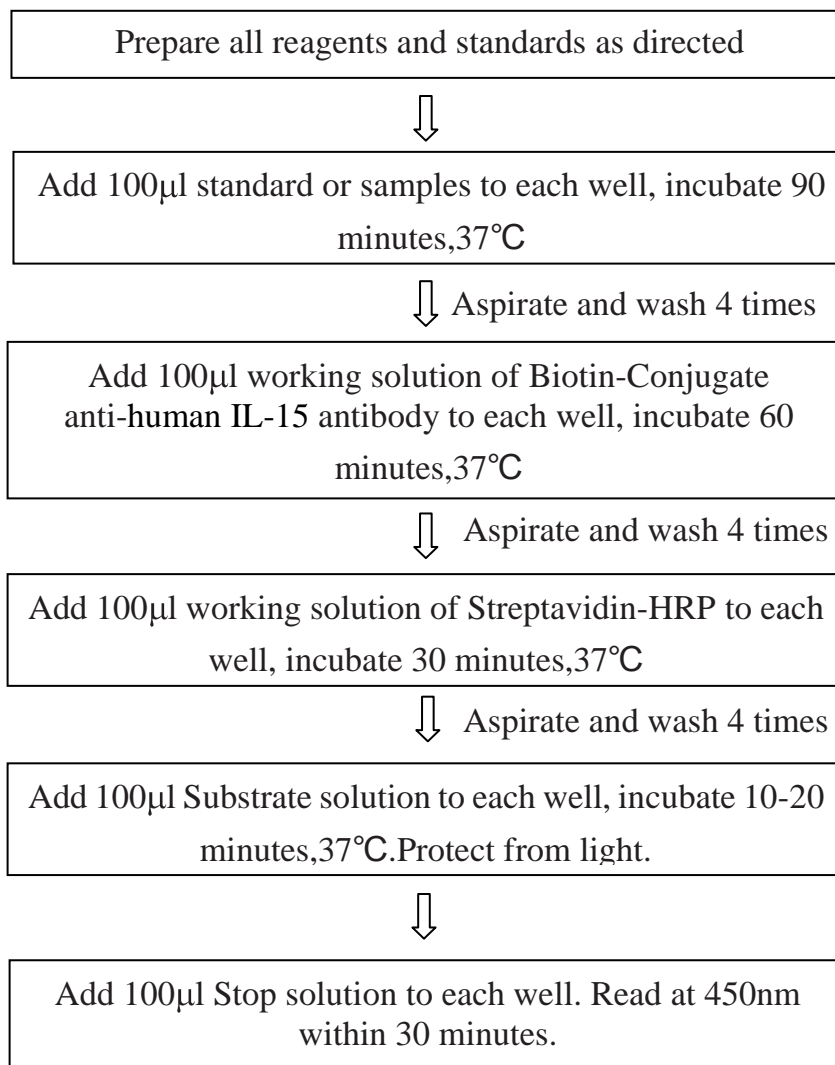 Prepare all reagents and standards as directed
Add 100μl standard or samples to each well, incubate 90
minutes,37℃
Aspirate and wash 4 times
Add 100μl working solution of Biotin-Conjugate
anti-human IL-15 antibody to each well, incubate 60
minutes,37℃
Aspirate and wash 4 times
Add 100μl working solution of Streptavidin-HRP to each
well, incubate 30 minutes,37℃
Aspirate and wash 4 times
Add 100μl Substrate solution to each well, incubate 10-20
minutes,37℃.Protect from light.
Add 100μl Stop solution to each well. Read at 450nm
within 30 minutes.